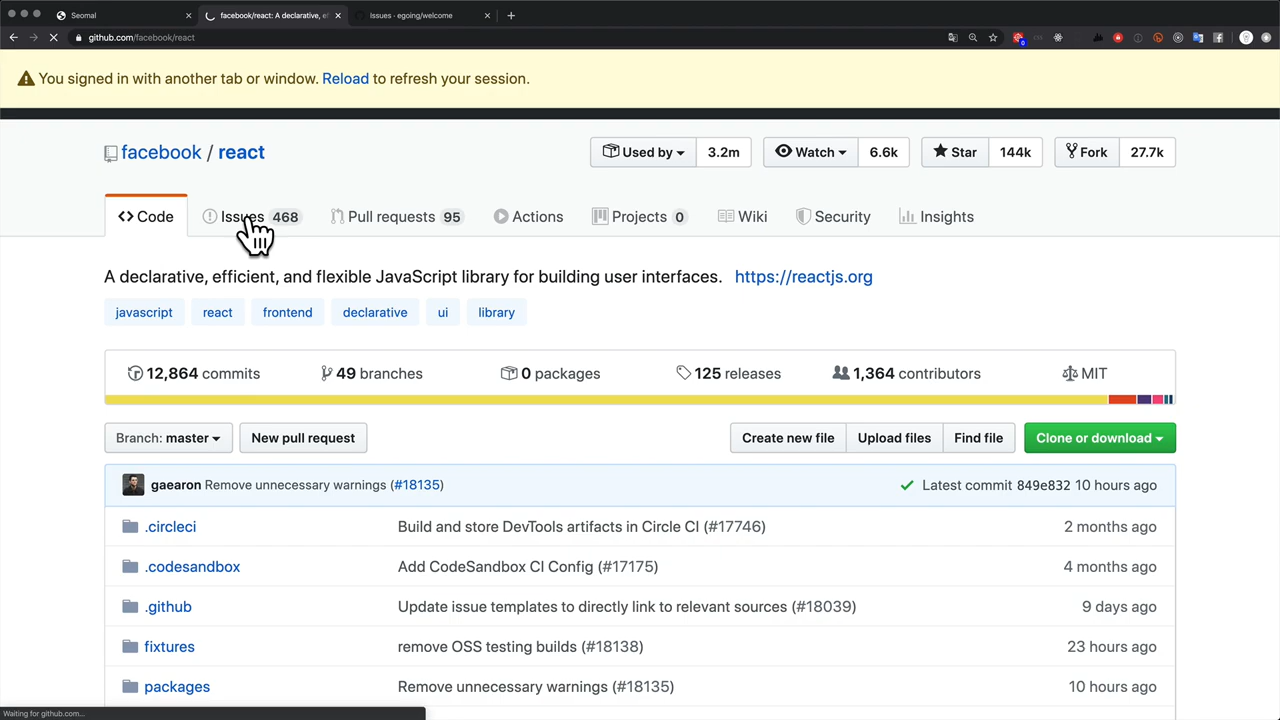 Seomal
facebook/react: A declarative, ef
Issues - egoing/welcome
github.com/facebook/react
You signed in with another tab or window. Reload to refresh your session.
facebook / react
Used by 3.2m
Watch 6.6k
Star 144k
Fork 27.7k
Code
Issues 468
Pull requests 95
Actions
Projects 0
Wiki
Security
Insights
A declarative, efficient, and flexible JavaScript library for building user interfaces. https://reactjs.org
javascript react frontend declarative ui library
12,864 commits
49 branches
0 packages
125 releases
1,364 contributors
MIT
Branch: master
New pull request
Create new file
Upload files
Find file
Clone or download
gaearon Remove unnecessary warnings (#18135)
Latest commit 849e832 10 hours ago
.circleci Build and store DevTools artifacts in Circle CI (#17746) 2 months ago
.codesandbox Add CodeSandbox CI Config (#17175) 4 months ago
.github Update issue templates to directly link to relevant sources (#18039) 9 days ago
fixtures remove OSS testing builds (#18138) 23 hours ago
packages Remove unnecessary warnings (#18135) 10 hours ago
Waiting for github.com...